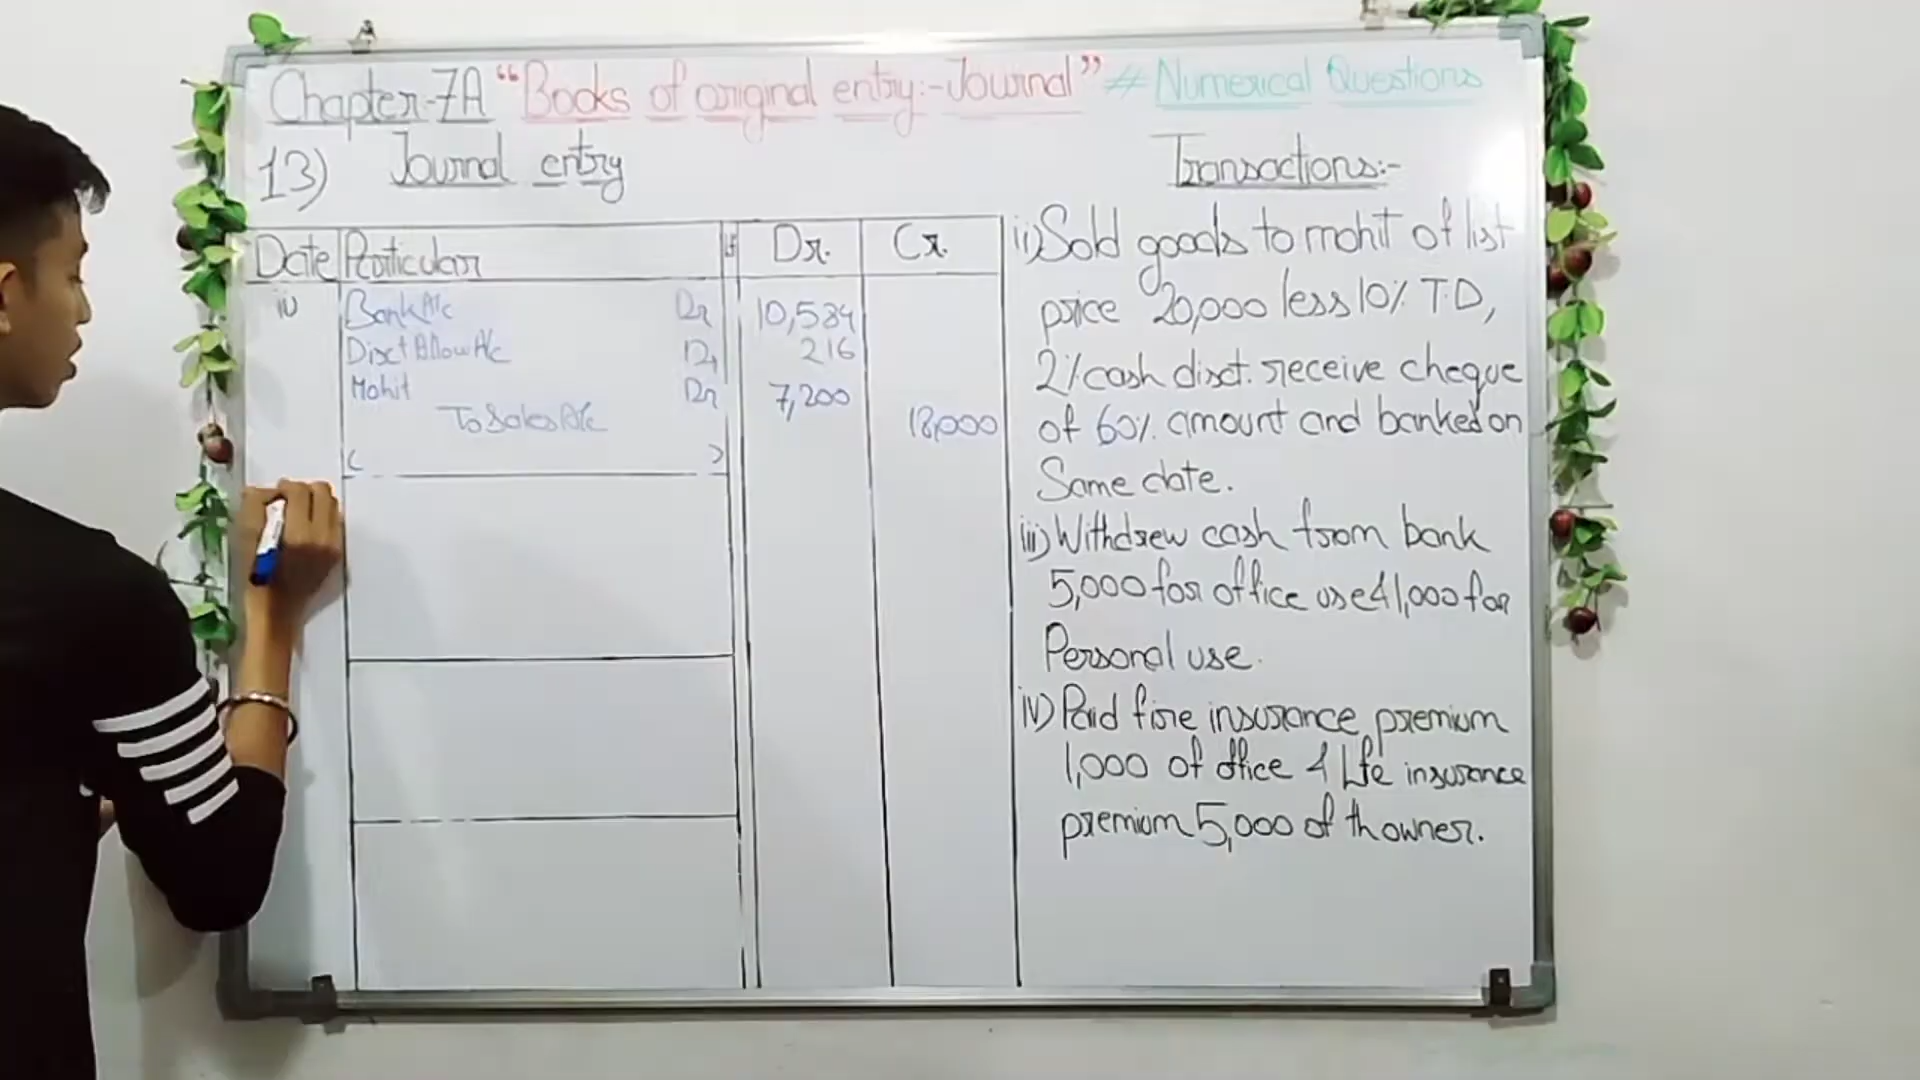 Chapter-7A “Books of original entry:-Journal” # Numerical Questions
13) Journal entry
Date Particular Dr. Cr.
Bank A/c Dr 10,584
Disct Allow A/c Dr 216
Mohit Dr 7,200
To Sales A/c 18,000
( )
Transactions:-
ii) Sold goods to mohit of list
price 20,000 less 10% T.D,
2% cash disct. receive cheque
of 60% amount and banked on
Same date.
iii) Withdrew cash from bank
5,000 for office use & 1,000 for
Personal use.
iv) Paid fire insurance premium
1,000 of office & Life insurance
premium 5,000 of th owner.